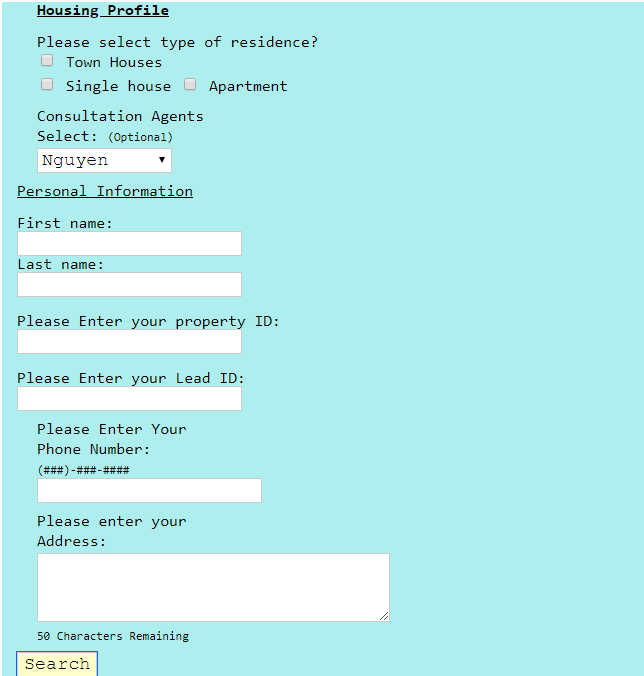 Housing Profile
Please select type of residence?
Town Houses
Single house Apartment
Consultation Agents
Select: (Optional)
Nguyen
Personal Information
First name:
Last name:
Please Enter your property ID:
Please Enter your Lead ID:
Please Enter Your
Phone Number:
(###)-###-####
Please enter your
Address:
50 Characters Remaining
Search